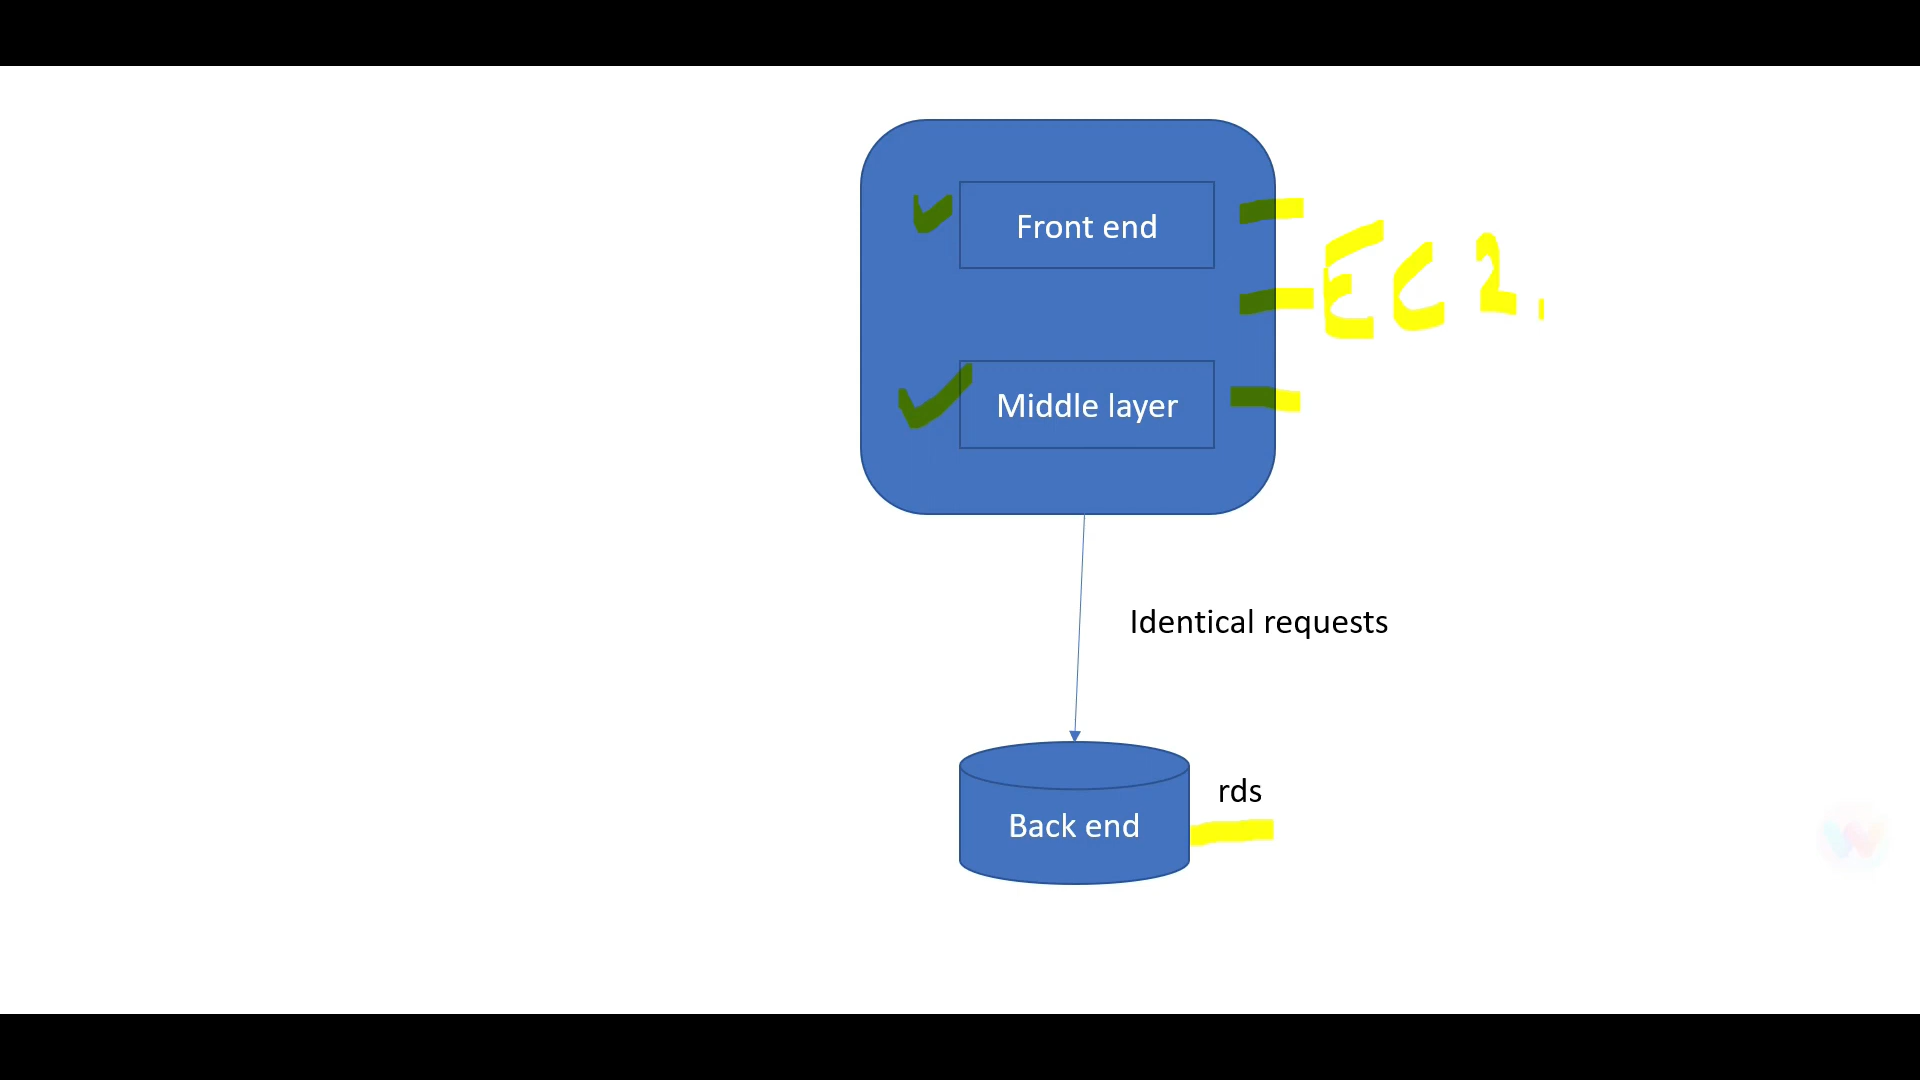 Front end
EC2.
Middle layer
Identical requests
rds
Back end